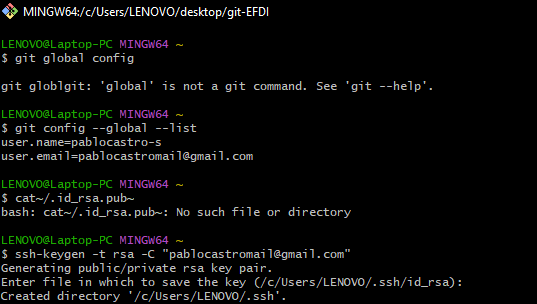 MINGW64:/c/Users/LENOVO/desktop/git-EFDI
LENOVO@Laptop-PC MINGW64 ~
$ git global config
git globlgit: 'global' is not a git command. See 'git --help'.
LENOVO@Laptop-PC MINGW64 ~
$ git config --global --list
user.name=pablocastro-s
user.email=pablocastromail@gmail.com
LENOVO@Laptop-PC MINGW64 ~
$ cat~/.id_rsa.pub~
bash: cat~/.id_rsa.pub~: No such file or directory
LENOVO@Laptop-PC MINGW64 ~
$ ssh-keygen -t rsa -C "pablocastromail@gmail.com"
Generating public/private rsa key pair.
Enter file in which to save the key (/c/Users/LENOVO/.ssh/id_rsa):
Created directory '/c/Users/LENOVO/.ssh'.